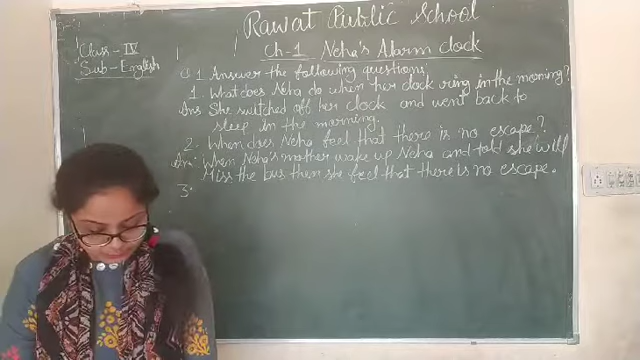 Rawat Public School
Class - IV
Sub - English
Ch-1 Neha's Alarm clock
Q1 Answer the following questions:
1. What does Neha do when her clock ring in the morning?
Ans She switched off her clock and went back to
sleep in the morning.
2. When does Neha feel that there is no escape?
Ans: When Neha's mother wake up Neha and told she will
Miss the bus then she feel that there is no escape.
3.